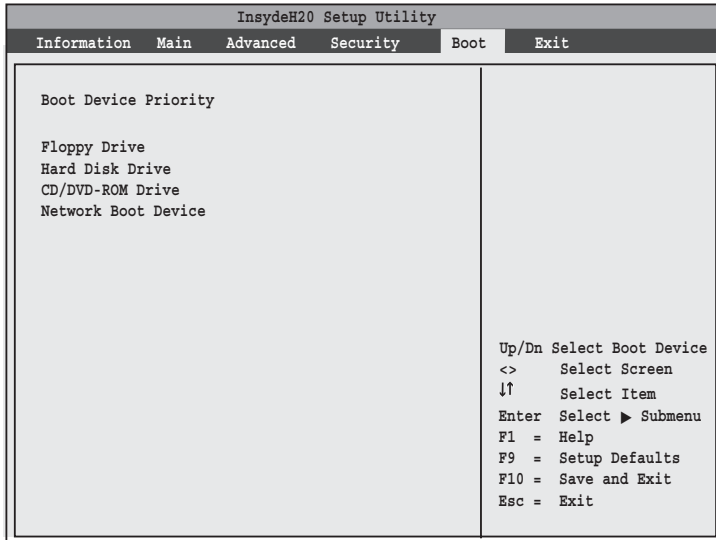 InsydeH20 Setup Utility
Information Main Advanced Security Boot Exit
Boot Device Priority
Floppy Drive
Hard Disk Drive
CD/DVD-ROM Drive
Network Boot Device
Up/Dn Select Boot Device
<> Select Screen
↓↑ Select Item
Enter Select ▶ Submenu
F1 = Help
F9 = Setup Defaults
F10 = Save and Exit
Esc = Exit